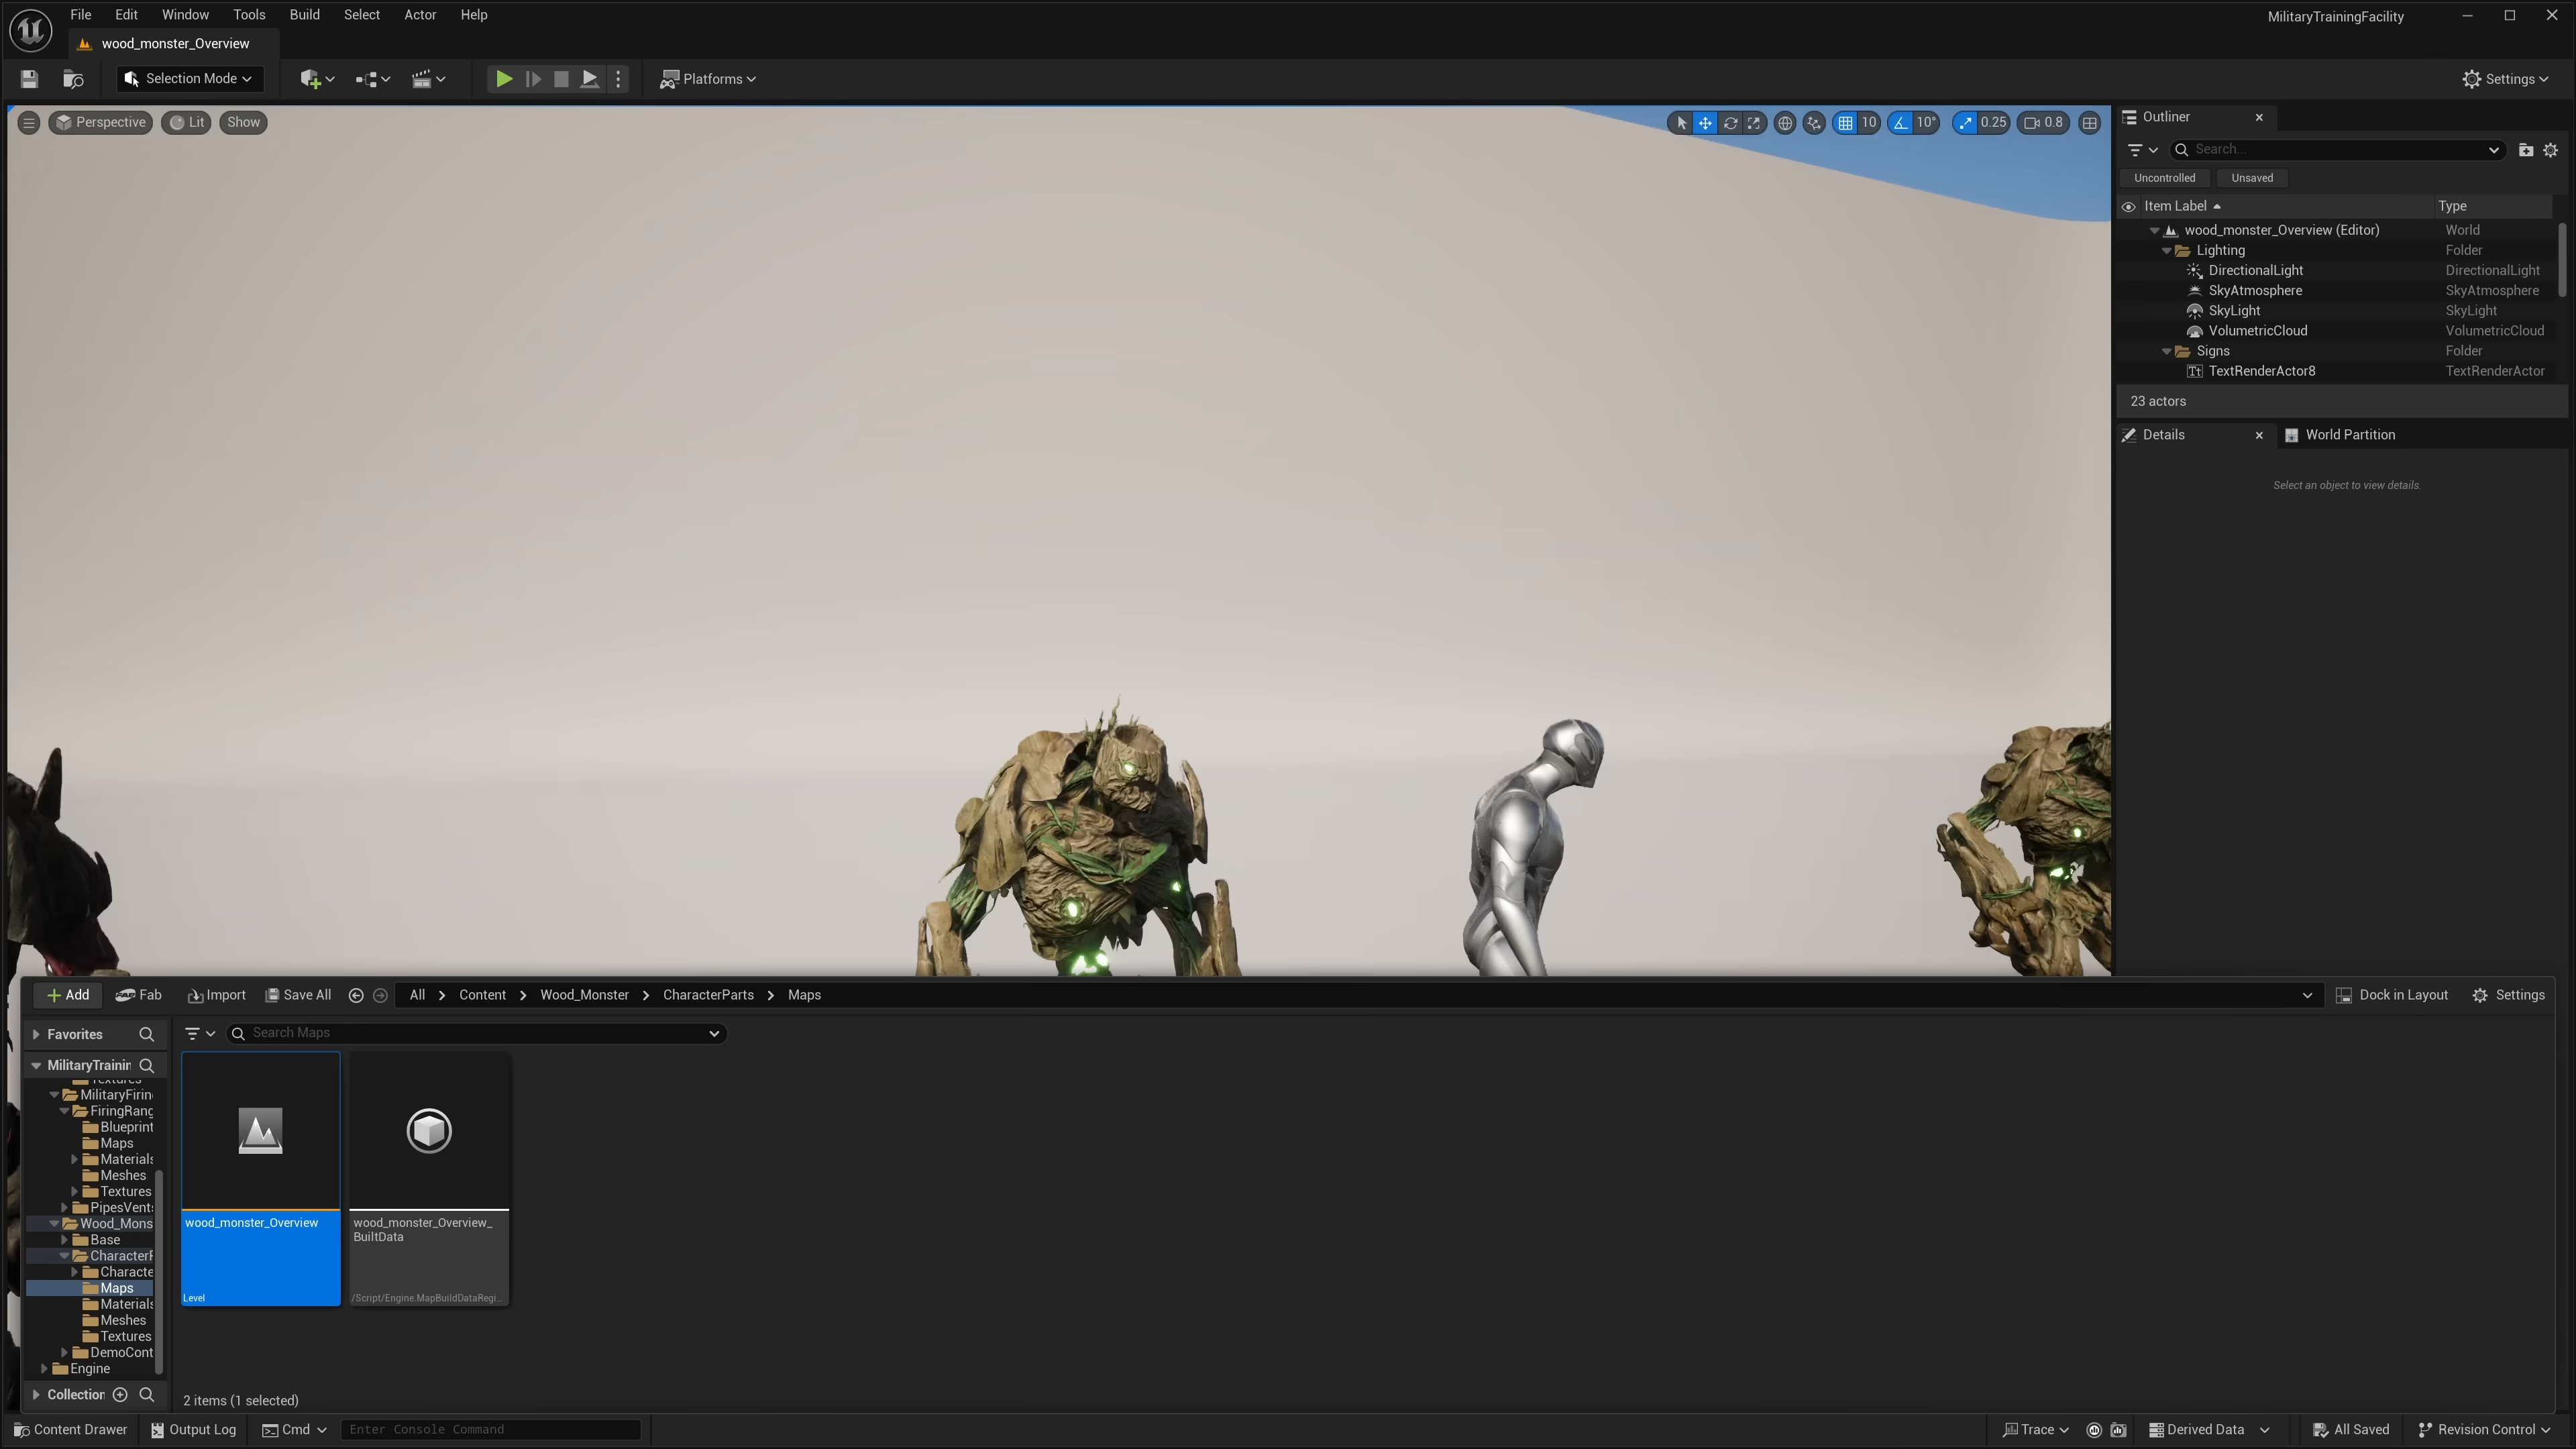 File Edit Window Tools Build Select Actor Help
MilitaryTrainingFacility
wood_monster_Overview
Selection Mode
Platforms
Settings
Perspective Lit Show
10 10° 0.25 0.8
Outliner
Search...
Uncontrolled Unsaved
Item Label Type
wood_monster_Overview (Editor) World
Lighting Folder
DirectionalLight DirectionalLight
SkyAtmosphere SkyAtmosphere
SkyLight SkyLight
VolumetricCloud VolumetricCloud
Signs Folder
TextRenderActor8 TextRenderActor
23 actors
Details World Partition
Select an object to view details.
Add Fab Import Save All All Content Wood_Monster CharacterParts Maps Dock in Layout Settings
Favorites
Search Maps
MilitaryTrainin
Textures
MilitaryFirin
FiringRang
Blueprint
Maps
Materials
Meshes
Textures
PipesVents
Wood_Mons
Base
CharacterP
Characte
Maps
Materials
Meshes
Textures
DemoCont
Engine
Collection
wood_monster_Overview
Level
wood_monster_Overview_
BuiltData
/Script/Engine.MapBuildDataRegi...
2 items (1 selected)
Content Drawer Output Log Cmd Enter Console Command Trace Derived Data All Saved Revision Control